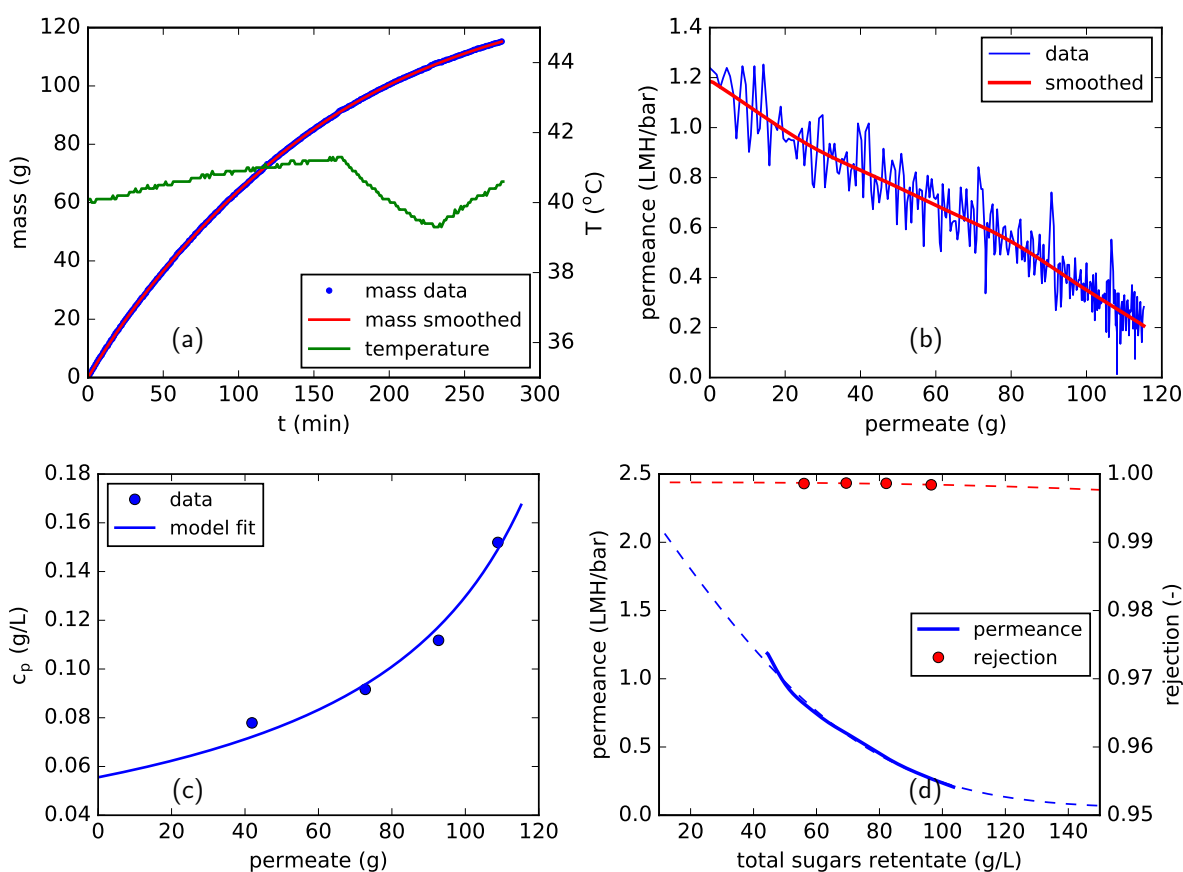 120
100
80
60
40
20
0
mass (g)
44
42
40
38
36
T (°C)
mass data
mass smoothed
temperature
(a)
0 50 100 150 200 250 300
t (min)
1.4
1.2
1.0
0.8
0.6
0.4
0.2
0.0
permeance (LMH/bar)
data
smoothed
(b)
0 20 40 60 80 100 120
permeate (g)
0.18
0.16
0.14
0.12
0.10
0.08
0.06
0.04
cp (g/L)
data
model fit
(c)
0 20 40 60 80 100 120
permeate (g)
2.5
2.0
1.5
1.0
0.5
0.0
permeance (LMH/bar)
1.00
0.99
0.98
0.97
0.96
0.95
rejection (-)
permeance
rejection
(d)
20 40 60 80 100 120 140
total sugars retentate (g/L)